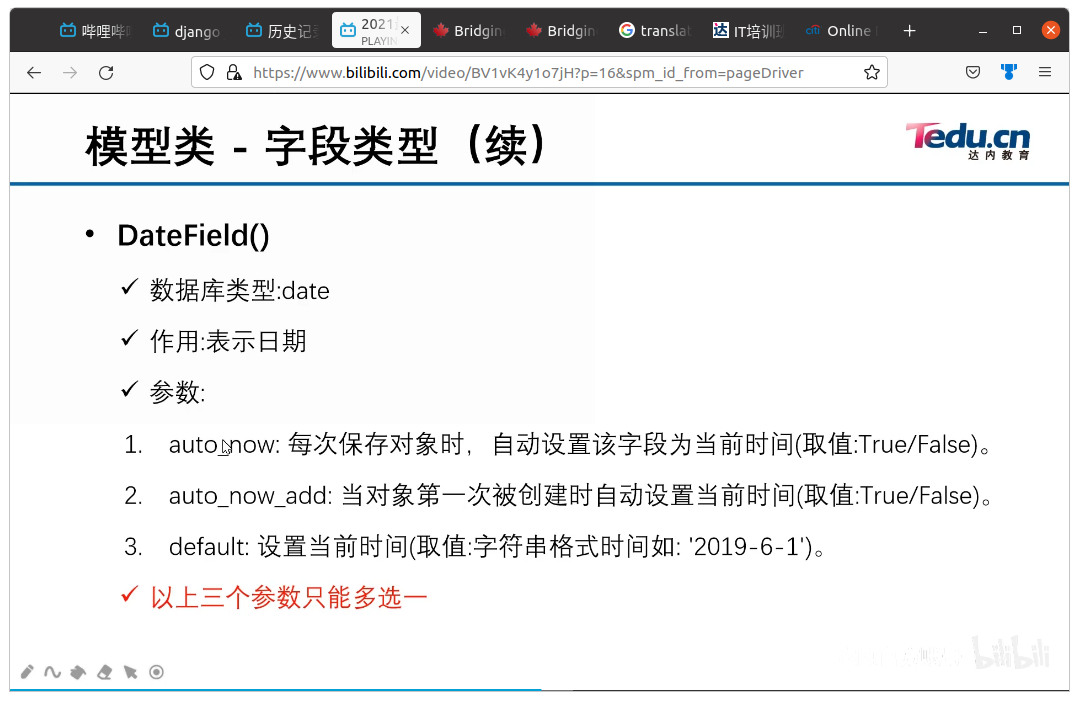 哔哩哔
django
历史记录
2021
PLAYIN
Bridgin
Bridgin
translat
达 IT培训班
citi Online
https://www.bilibili.com/video/BV1vK4y1o7jH?p=16&spm_id_from=pageDriver
模型类 - 字段类型（续）
Tedu.cn
达内教育
• DateField()
✓ 数据库类型:date
✓ 作用:表示日期
✓ 参数:
1. auto_now: 每次保存对象时，自动设置该字段为当前时间(取值:True/False)。
2. auto_now_add: 当对象第一次被创建时自动设置当前时间(取值:True/False)。
3. default: 设置当前时间(取值:字符串格式时间如: '2019-6-1')。
✓ 以上三个参数只能多选一
bilibili